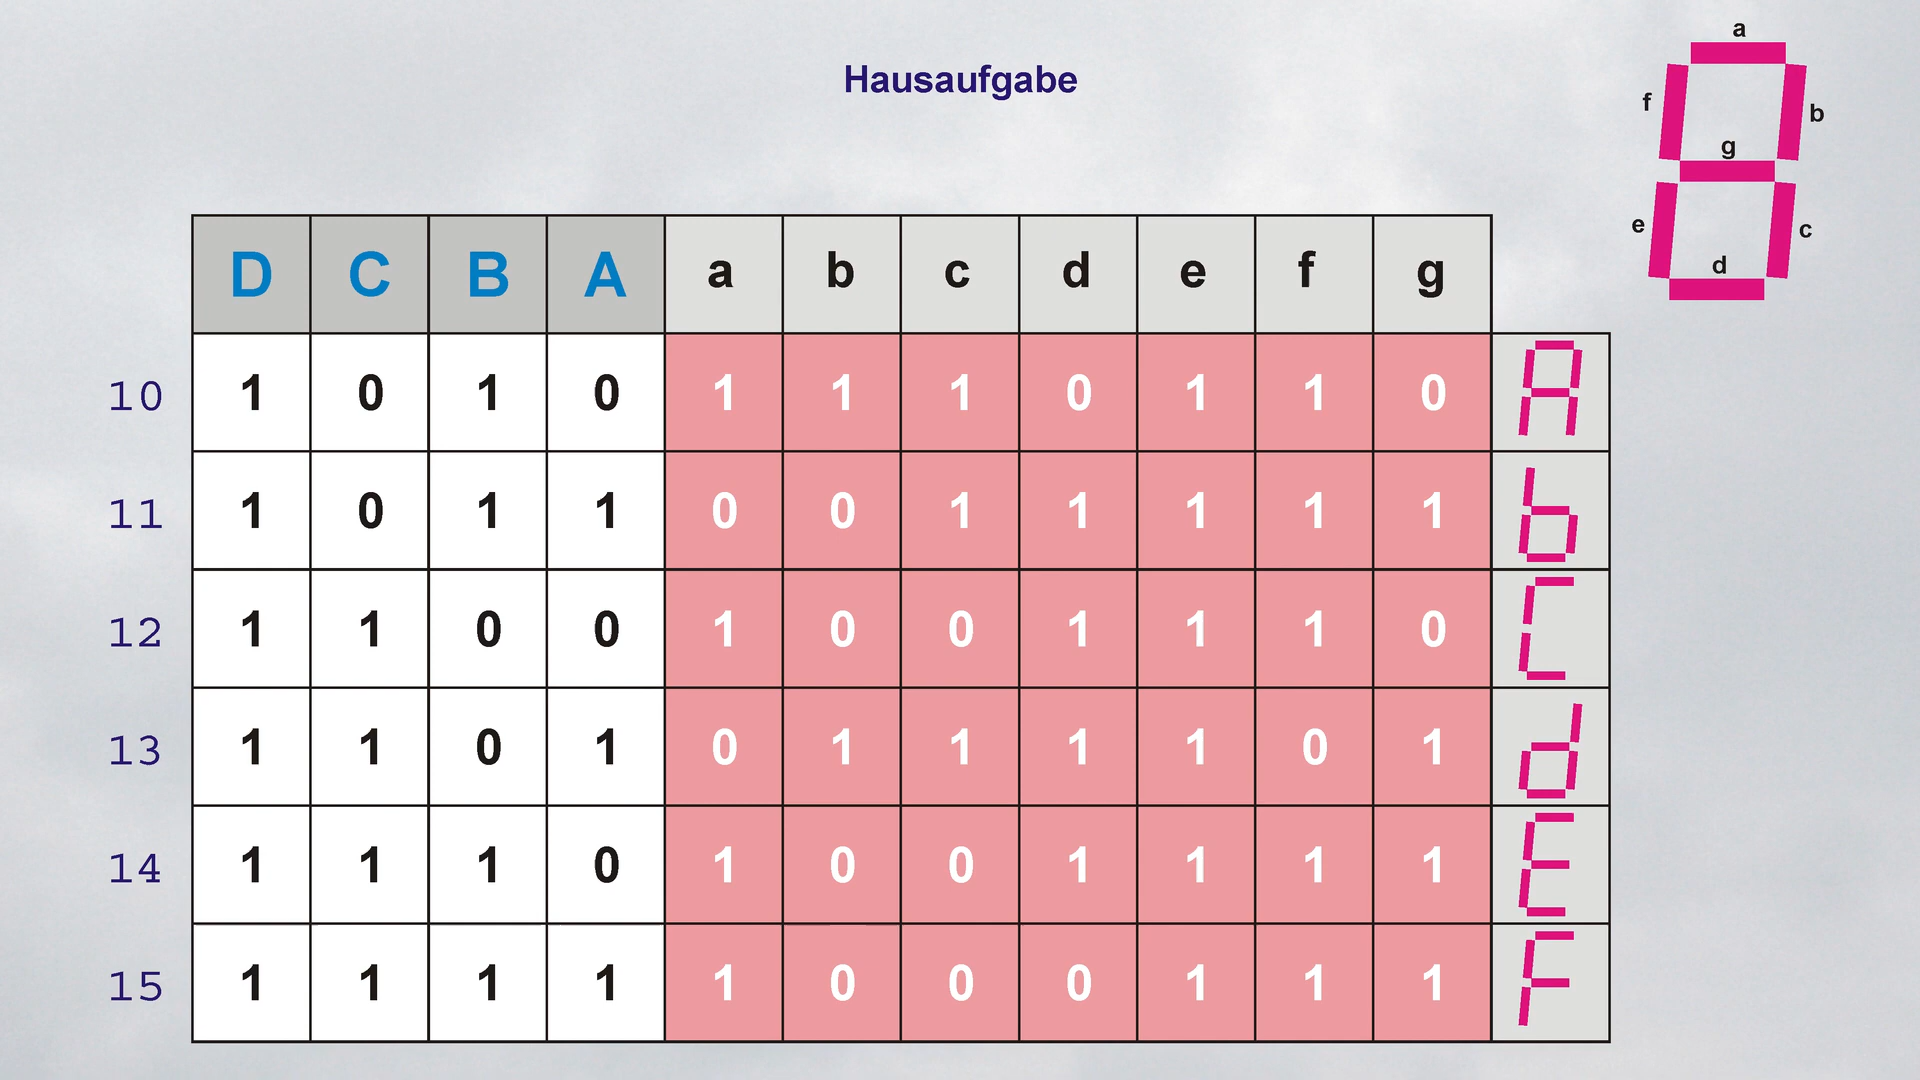 Hausaufgabe
a
f
b
g
e
c
d
D C B A a b c d e f g
10 1 0 1 0 1 1 1 0 1 1 0 A
11 1 0 1 1 0 0 1 1 1 1 1 b
12 1 1 0 0 1 0 0 1 1 1 0 C
13 1 1 0 1 0 1 1 1 1 0 1 d
14 1 1 1 0 1 0 0 1 1 1 1 E
15 1 1 1 1 1 0 0 0 1 1 1 F